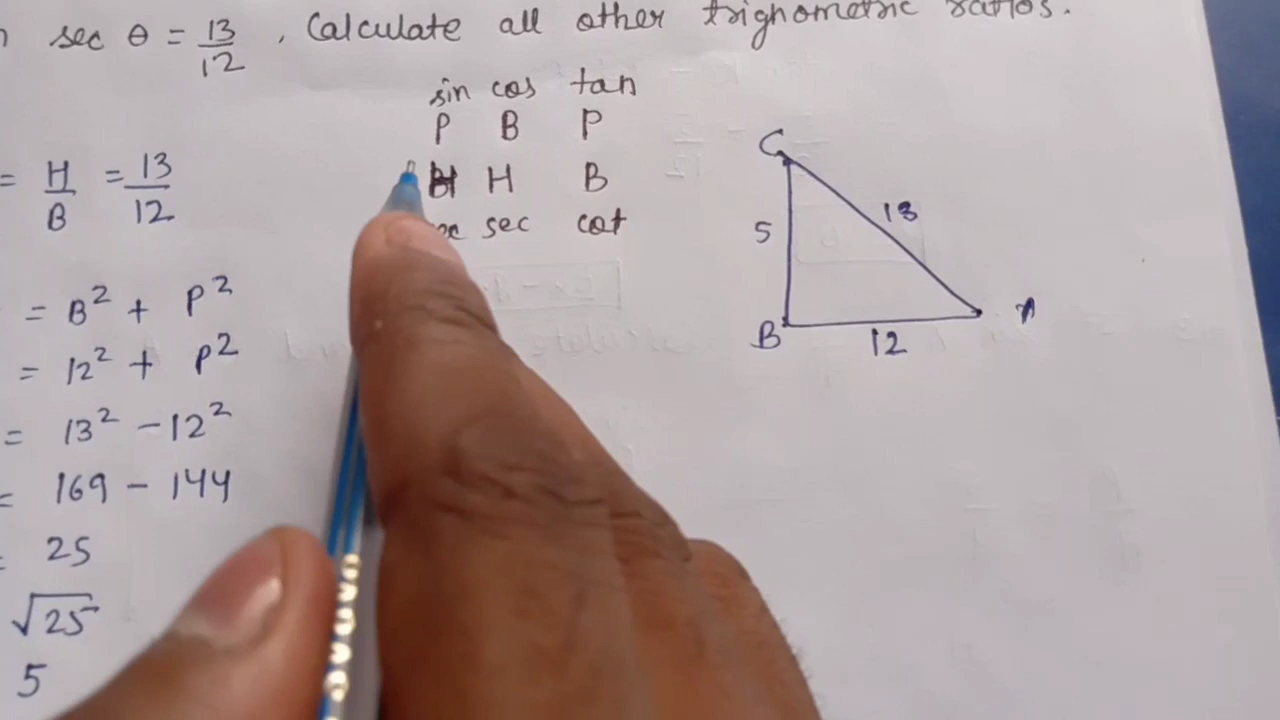 sec θ = 13/12 , Calculate all other trighometric ratios.
sin cos tan
P B P
H H B
sec cot
= H/B = 13/12
= B² + P²
= 12² + P²
= 13² - 12²
= 169 - 144
= 25
√25
5
C
5
13
B
12
A